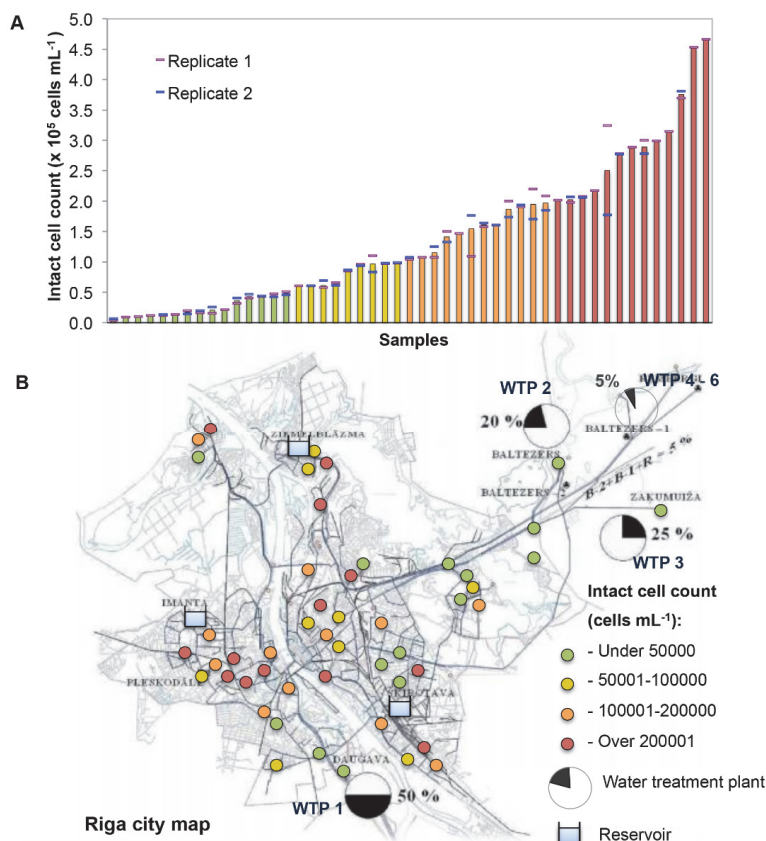 A
5.0
4.5
4.0
3.5
3.0
2.5
2.0
1.5
1.0
0.5
0.0
Intact cell count (x 10⁵ cells mL⁻¹)
Replicate 1
Replicate 2
Samples
B
WTP 2
20 %
5%
WTP 4 - 6
BALTEZERS-1
BALTEZERS
BALTEZERS-2
B-2+B-1+R = 5 %
ZAKUMUIŽA
25 %
WTP 3
ZIEMEĻBLĀZMA
IMANTA
PLESKODĀLE
ŠĶIROTAVA
DAUGAVA
WTP 1
50 %
Riga city map
Intact cell count
(cells mL⁻¹):
- Under 50000
- 50001-100000
- 100001-200000
- Over 200001
Water treatment plant
Reservoir